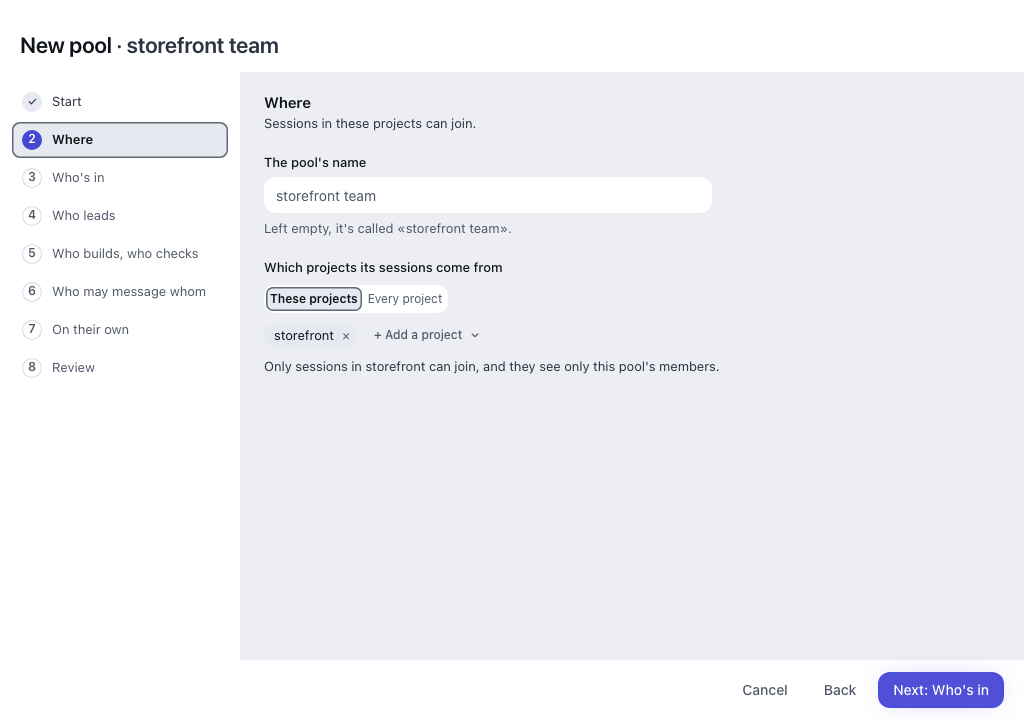 New pool · storefront team
Start
2 Where
3 Who's in
4 Who leads
5 Who builds, who checks
6 Who may message whom
7 On their own
8 Review
Where
Sessions in these projects can join.
The pool's name
storefront team
Left empty, it's called «storefront team».
Which projects its sessions come from
These projects Every project
storefront × + Add a project
Only sessions in storefront can join, and they see only this pool's members.
Cancel Back Next: Who's in